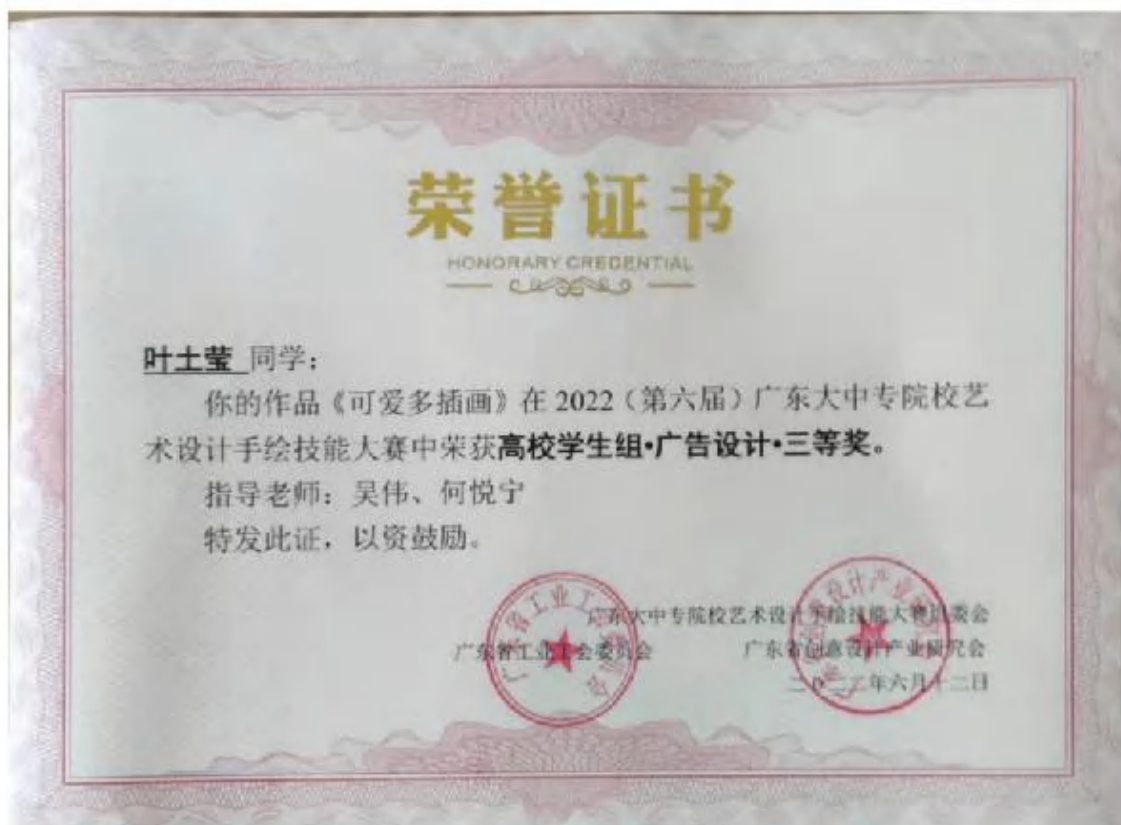 荣誉证书
HONORARY CREDENTIAL
叶土莹 同学：
你的作品《可爱多插画》在 2022（第六届）广东大中专院校艺
术设计手绘技能大赛中荣获高校学生组•广告设计•三等奖。
指导老师：吴伟、何悦宁
特发此证，以资鼓励。
广东大中专院校艺术设计手绘技能大赛组委会
广东省工业工会委员会 广东省创意设计产业研究会
二〇二二年六月十二日